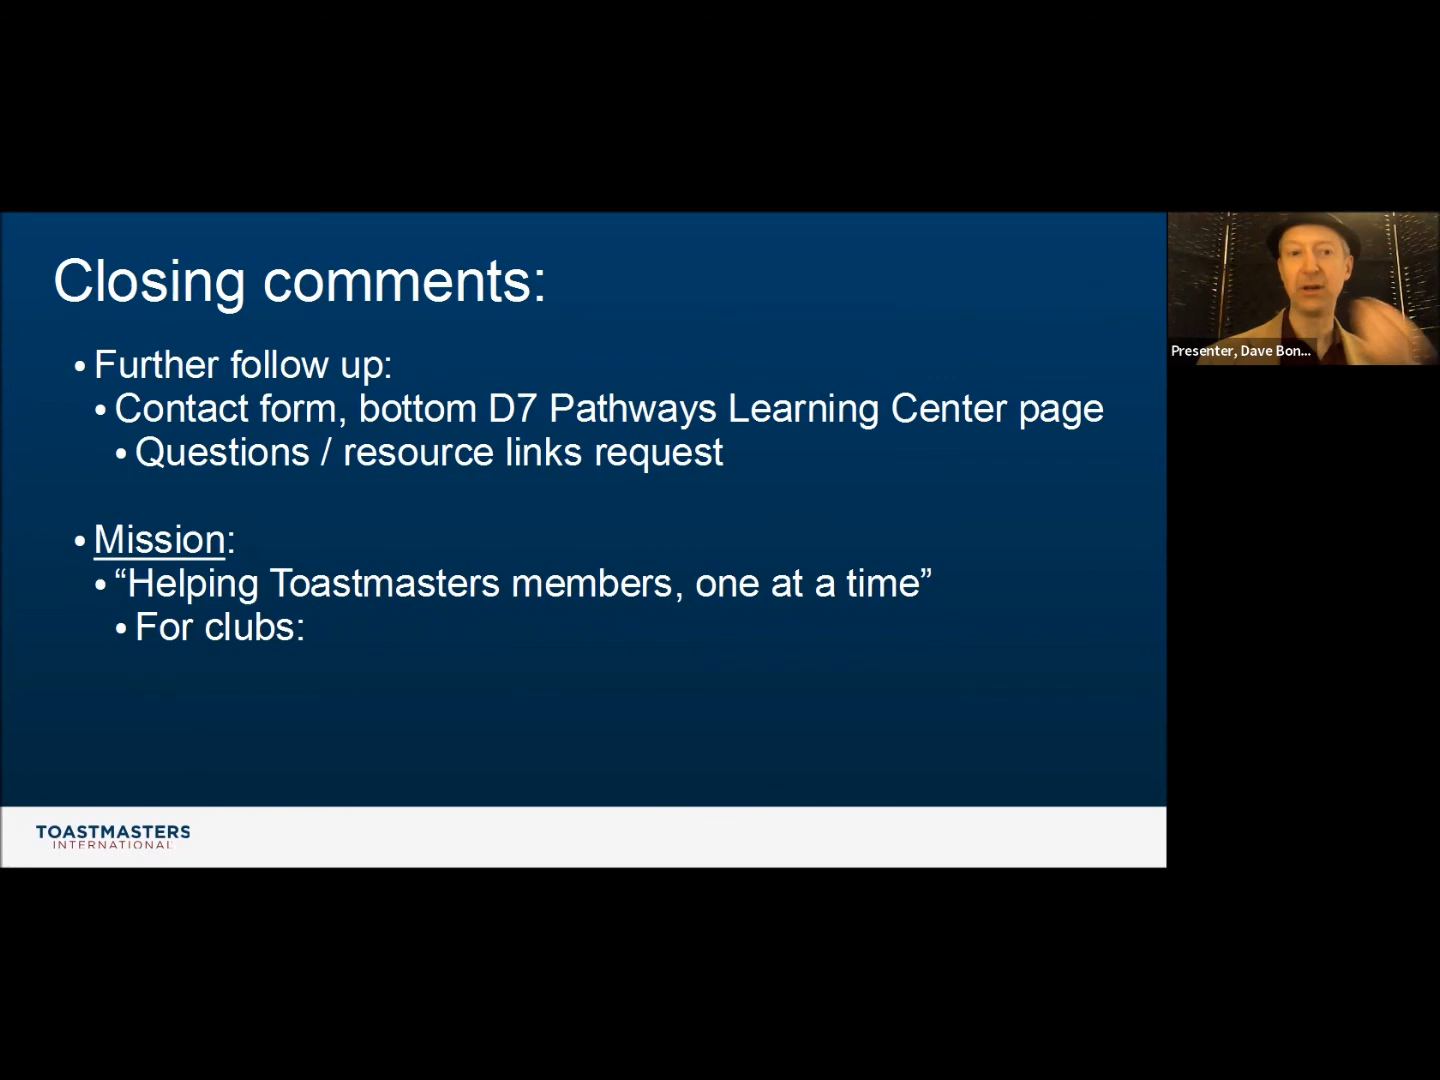 Closing comments:
• Further follow up:
• Contact form, bottom D7 Pathways Learning Center page
• Questions / resource links request
• Mission:
• “Helping Toastmasters members, one at a time”
• For clubs:
TOASTMASTERS
INTERNATIONAL
Presenter, Dave Bon...